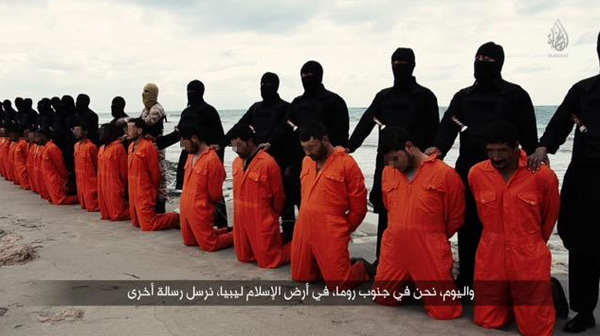 واليوم، نحن في جنوب روما، في أرض الإسلام ليبيا، نرسل رسالة أخرى